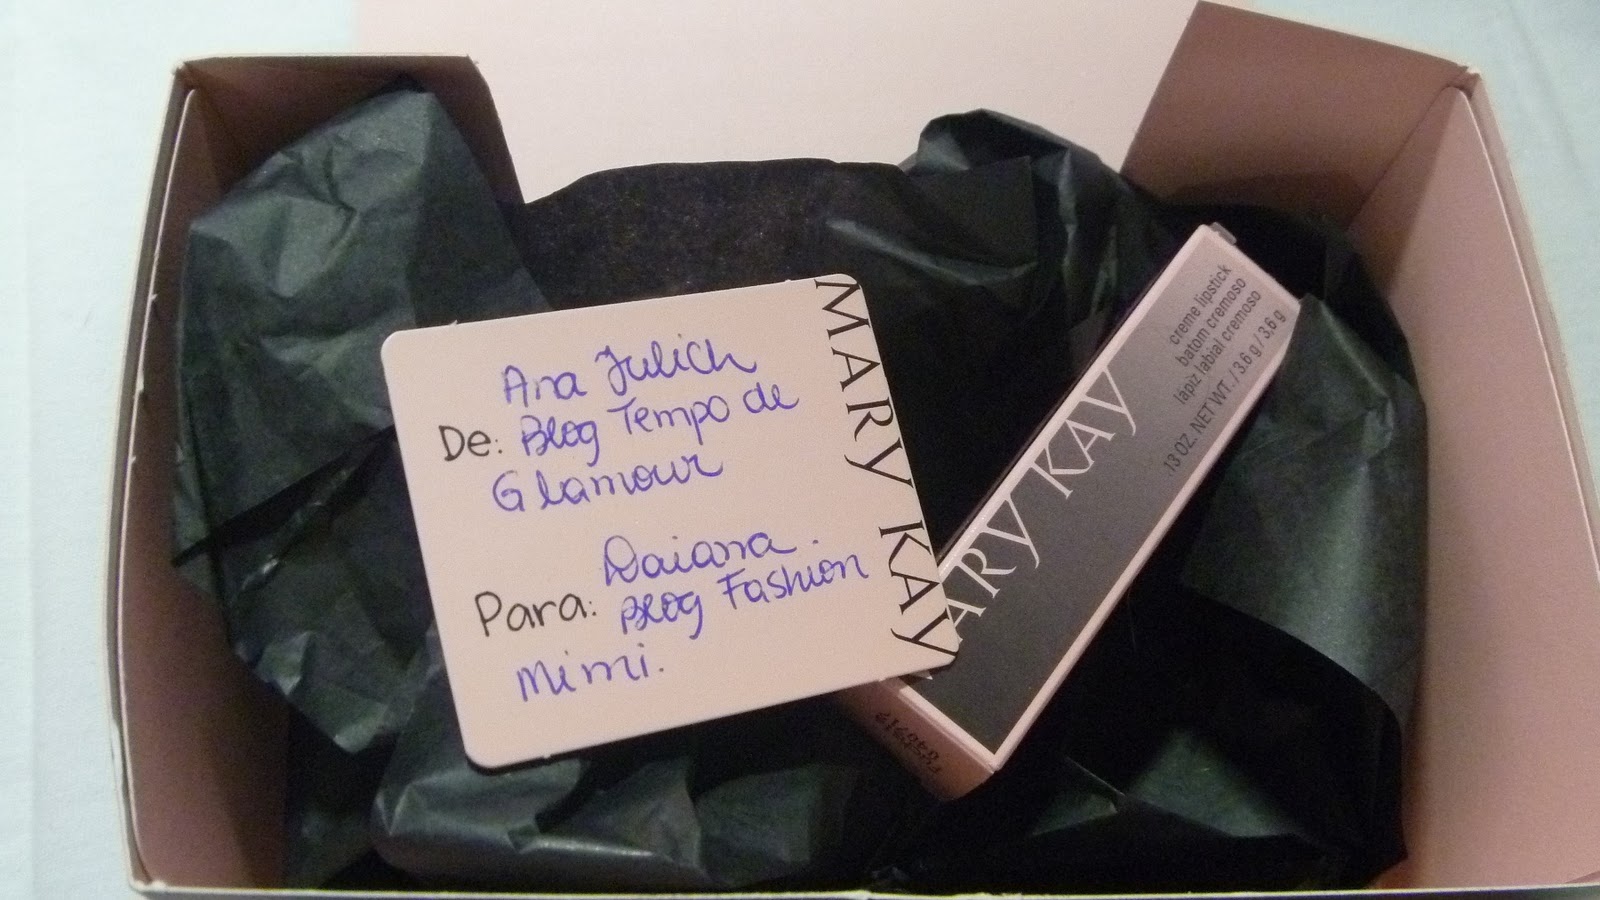 Ana Julich
De: Blog Tempo de
Glamour
Daiana.
Para: Blog Fashion
Mimi.
MARY KAY
creme lipstick
batom cremoso
lápiz labial cremoso
.13 OZ. NET WT. / 3.6 g / 3,6 g
ARY KAY